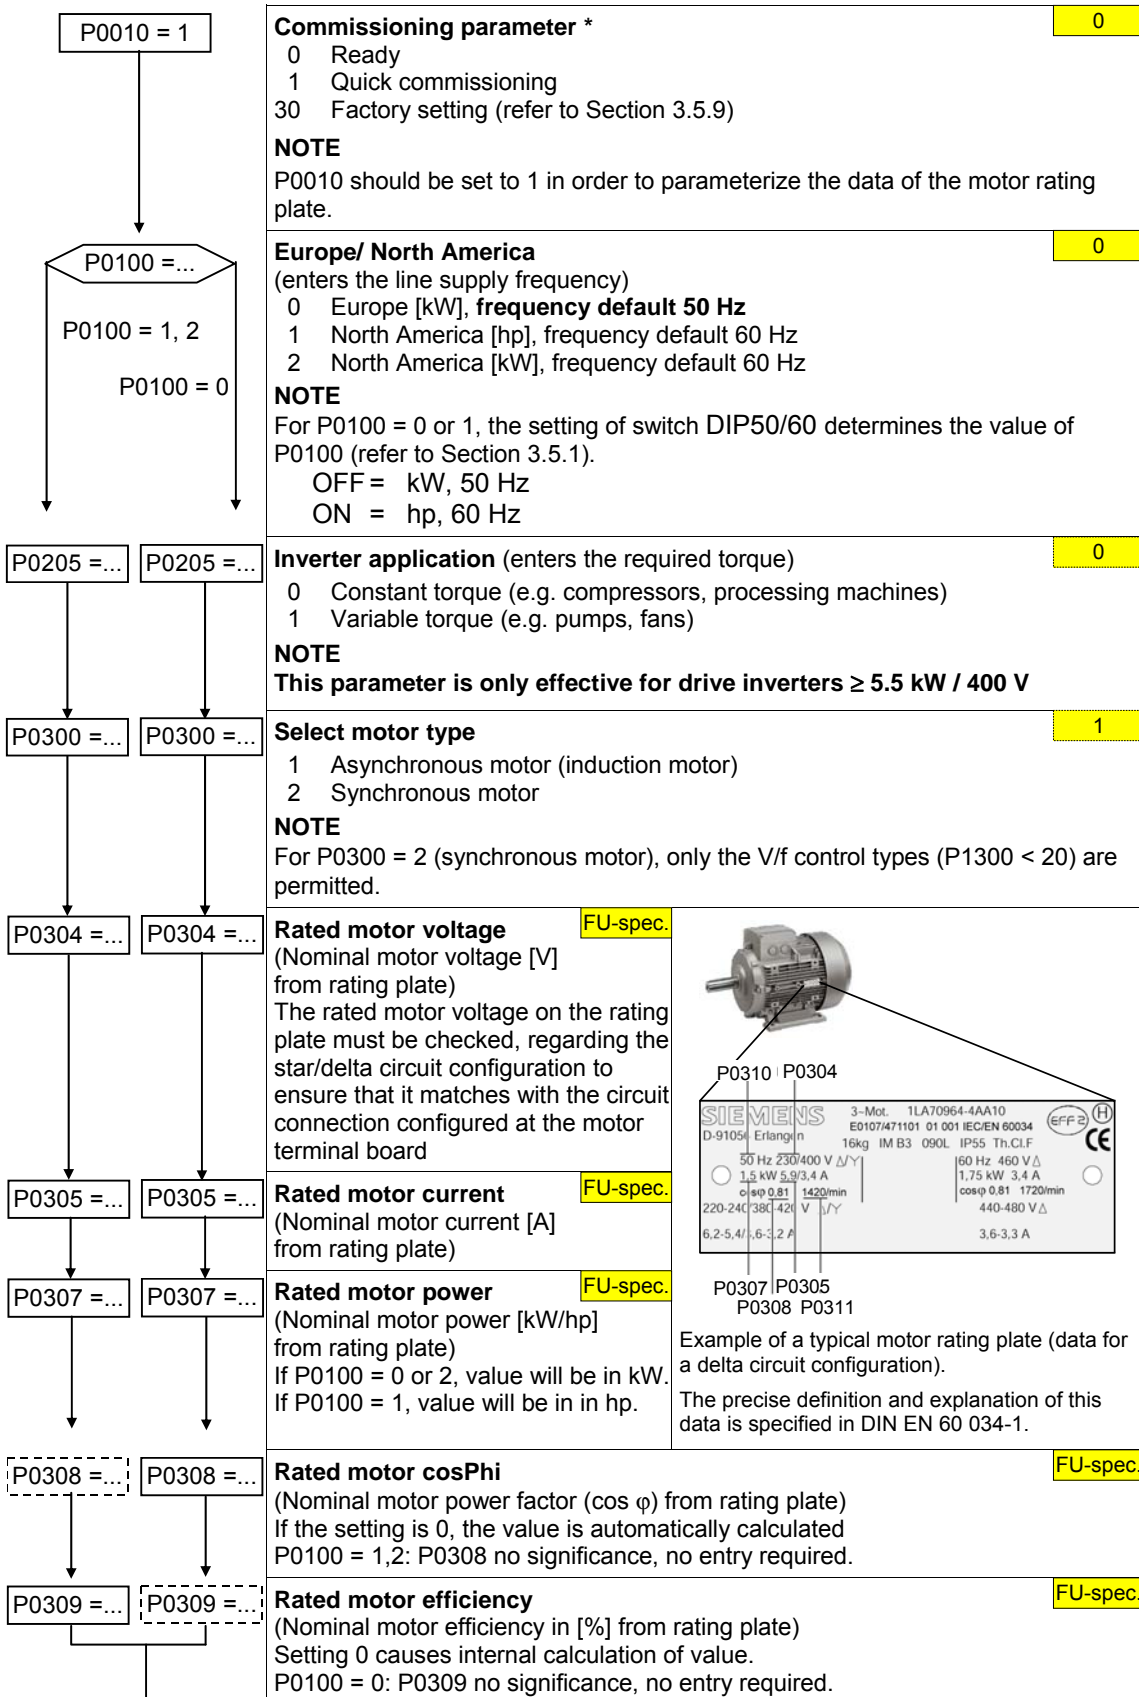 P0010 = 1
Commissioning parameter *
0
0 Ready
1 Quick commissioning
30 Factory setting (refer to Section 3.5.9)
NOTE
P0010 should be set to 1 in order to parameterize the data of the motor rating
plate.
P0100 =...
P0100 = 1, 2
P0100 = 0
Europe/ North America
0
(enters the line supply frequency)
0 Europe [kW], frequency default 50 Hz
1 North America [hp], frequency default 60 Hz
2 North America [kW], frequency default 60 Hz
NOTE
For P0100 = 0 or 1, the setting of switch DIP50/60 determines the value of
P0100 (refer to Section 3.5.1).
OFF = kW, 50 Hz
ON = hp, 60 Hz
P0205 =... P0205 =...
Inverter application (enters the required torque)
0
0 Constant torque (e.g. compressors, processing machines)
1 Variable torque (e.g. pumps, fans)
NOTE
This parameter is only effective for drive inverters ≥ 5.5 kW / 400 V
P0300 =... P0300 =...
Select motor type
1
1 Asynchronous motor (induction motor)
2 Synchronous motor
NOTE
For P0300 = 2 (synchronous motor), only the V/f control types (P1300 < 20) are
permitted.
P0304 =... P0304 =...
Rated motor voltage
FU-spec.
(Nominal motor voltage [V]
from rating plate)
The rated motor voltage on the rating
plate must be checked, regarding the
star/delta circuit configuration to
ensure that it matches with the circuit
connection configured at the motor
terminal board
P0305 =... P0305 =...
Rated motor current
FU-spec.
(Nominal motor current [A]
from rating plate)
P0307 =... P0307 =...
Rated motor power
FU-spec.
(Nominal motor power [kW/hp]
from rating plate)
If P0100 = 0 or 2, value will be in kW.
If P0100 = 1, value will be in in hp.
P0310 P0304
SIEMENS
3~Mot. 1LA70964-4AA10
EFF 2
H
E0107/471101 01 001 IEC/EN 60034
CE
D-91056 Erlangen
16kg IM B3 090L IP55 Th.Cl.F
50 Hz 230/400 V Δ/Y
60 Hz 460 V Δ
1,5 kW 5,9/3,4 A
1,75 kW 3,4 A
cosφ 0,81 1420/min
cosφ 0,81 1720/min
220-240/380-420 V Δ/Y
440-480 V Δ
3,6-3,3 A
P0307 P0305
P0308 P0311
Example of a typical motor rating plate (data for
a delta circuit configuration).
The precise definition and explanation of this
data is specified in DIN EN 60 034-1.
P0308 =... P0308 =...
Rated motor cosPhi
FU-spec.
(Nominal motor power factor (cos φ) from rating plate)
If the setting is 0, the value is automatically calculated
P0100 = 1,2: P0308 no significance, no entry required.
P0309 =... P0309 =...
Rated motor efficiency
FU-spec.
(Nominal motor efficiency in [%] from rating plate)
Setting 0 causes internal calculation of value.
P0100 = 0: P0309 no significance, no entry required.